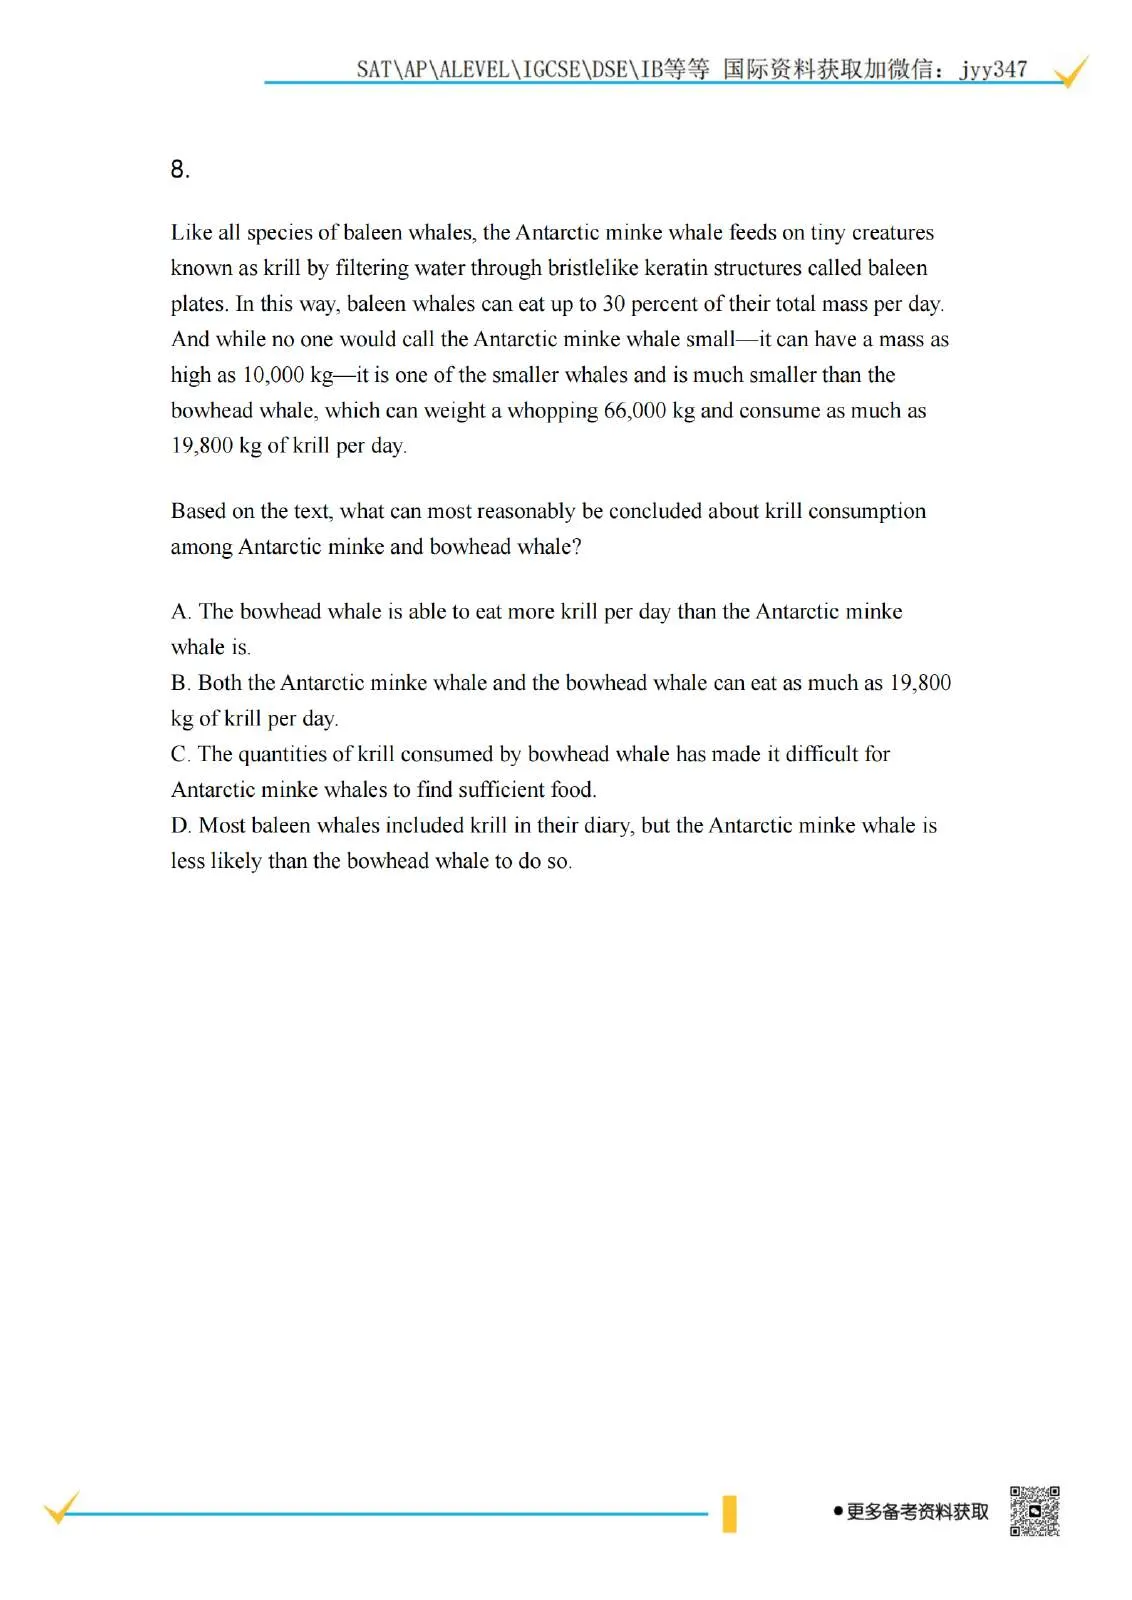 SAT\AP\ALEVEL\IGCSE\DSE\IB等等 国际资料获取加微信：jyy347
8.
Like all species of baleen whales, the Antarctic minke whale feeds on tiny creatures
known as krill by filtering water through bristlelike keratin structures called baleen
plates. In this way, baleen whales can eat up to 30 percent of their total mass per day.
And while no one would call the Antarctic minke whale small—it can have a mass as
high as 10,000 kg—it is one of the smaller whales and is much smaller than the
bowhead whale, which can weight a whopping 66,000 kg and consume as much as
19,800 kg of krill per day.
Based on the text, what can most reasonably be concluded about krill consumption
among Antarctic minke and bowhead whale?
A. The bowhead whale is able to eat more krill per day than the Antarctic minke
whale is.
B. Both the Antarctic minke whale and the bowhead whale can eat as much as 19,800
kg of krill per day.
C. The quantities of krill consumed by bowhead whale has made it difficult for
Antarctic minke whales to find sufficient food.
D. Most baleen whales included krill in their diary, but the Antarctic minke whale is
less likely than the bowhead whale to do so.
●更多备考资料获取